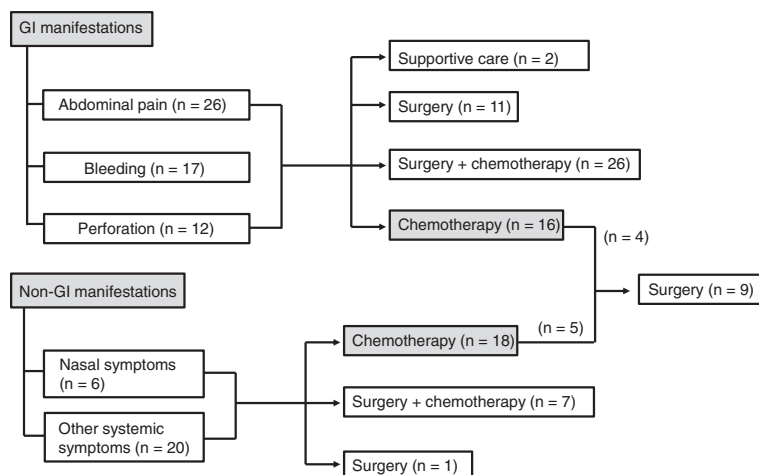 GI manifestations
Abdominal pain (n = 26)
Bleeding (n = 17)
Perforation (n = 12)
Supportive care (n = 2)
Surgery (n = 11)
Surgery + chemotherapy (n = 26)
Chemotherapy (n = 16)
(n = 4)
Surgery (n = 9)
Non-GI manifestations
Nasal symptoms
(n = 6)
Other systemic
symptoms (n = 20)
Chemotherapy (n = 18)
(n = 5)
Surgery + chemotherapy (n = 7)
Surgery (n = 1)